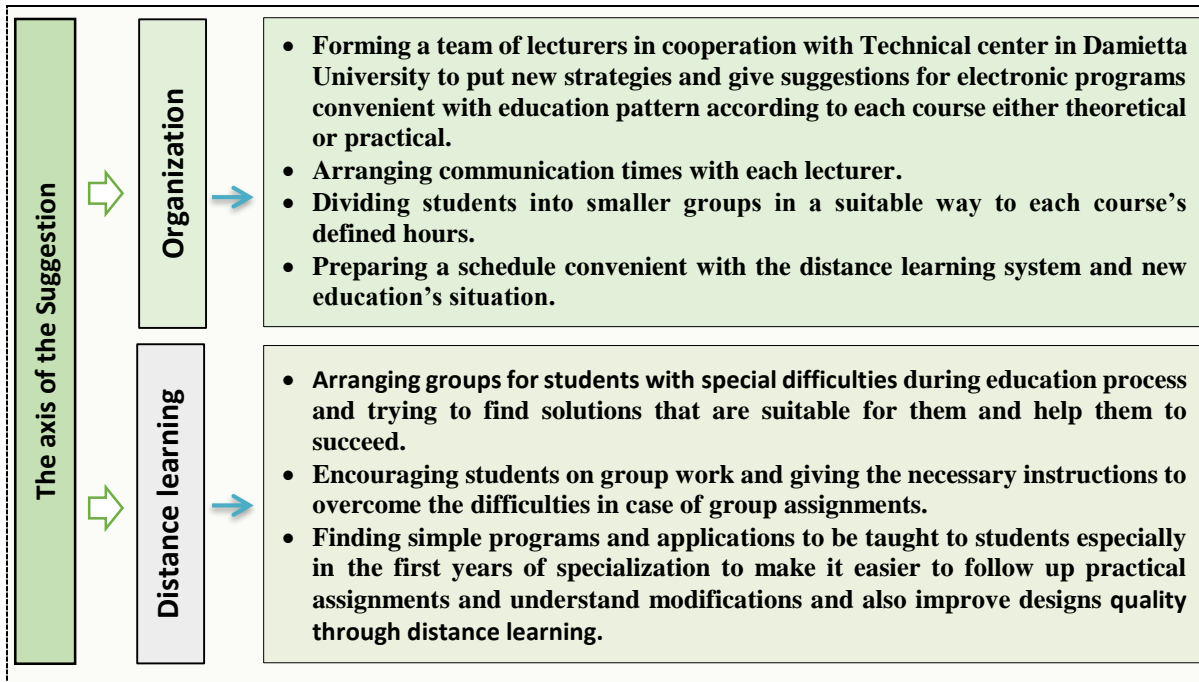 The axis of the Suggestion
Organization
• Forming a team of lecturers in cooperation with Technical center in Damietta
University to put new strategies and give suggestions for electronic programs
convenient with education pattern according to each course either theoretical
or practical.
• Arranging communication times with each lecturer.
• Dividing students into smaller groups in a suitable way to each course’s
defined hours.
• Preparing a schedule convenient with the distance learning system and new
education’s situation.
Distance learning
• Arranging groups for students with special difficulties during education process
and trying to find solutions that are suitable for them and help them to
succeed.
• Encouraging students on group work and giving the necessary instructions to
overcome the difficulties in case of group assignments.
• Finding simple programs and applications to be taught to students especially
in the first years of specialization to make it easier to follow up practical
assignments and understand modifications and also improve designs quality
through distance learning.